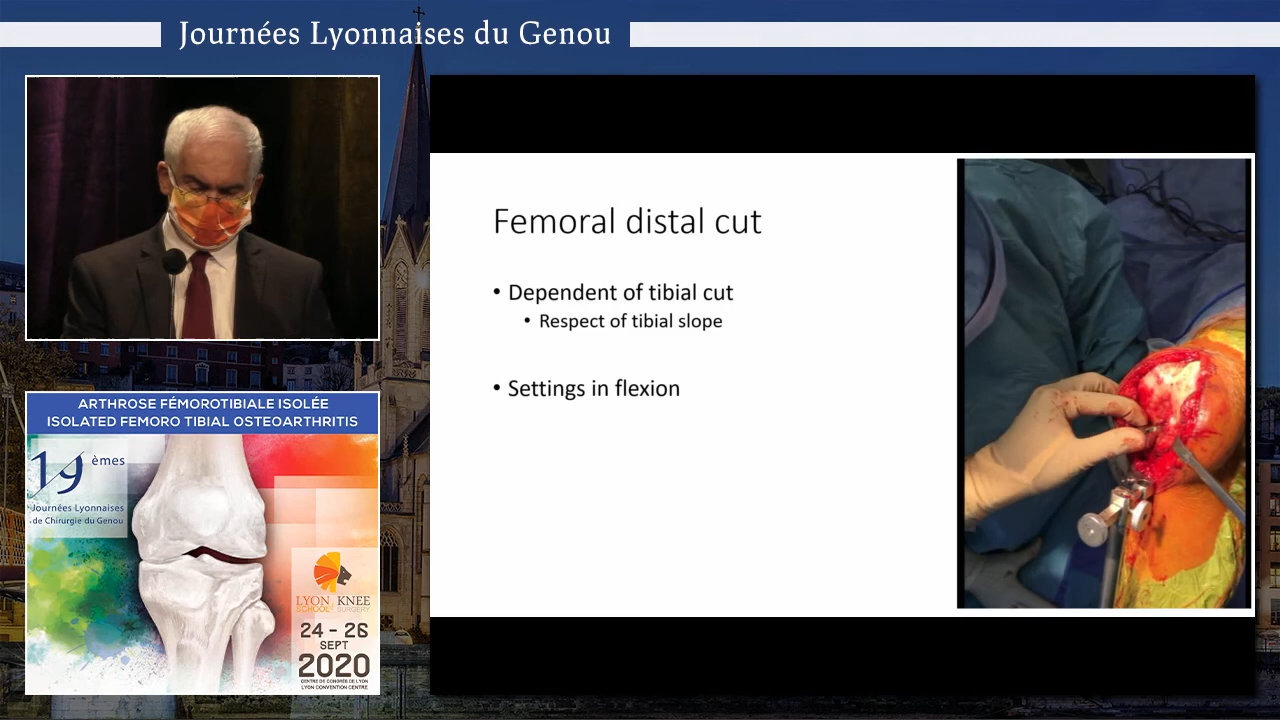 Journées Lyonnaises du Genou
Femoral distal cut
• Dependent of tibial cut
• Respect of tibial slope
• Settings in flexion
ARTHROSE FÉMOROTIBIALE ISOLÉE
ISOLATED FEMORO TIBIAL OSTEOARTHRITIS
19 èmes
Journées Lyonnaises
de Chirurgie du Genou
LYON KNEE
SCHOOL OF SURGERY
24 - 26
SEPT
2020
CENTRE DE CONGRÈS DE LYON
LYON CONVENTION CENTRE